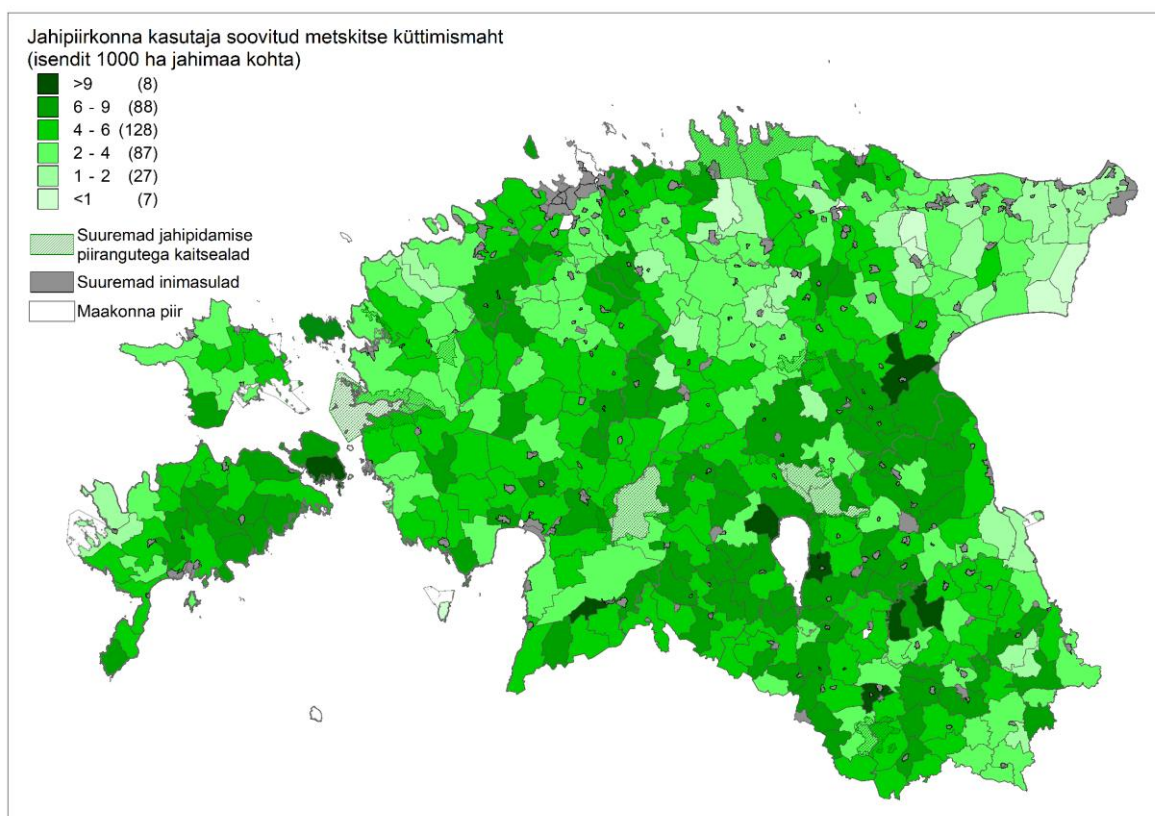 Jahipiirkonna kasutaja soovitud metskitse küttimismaht
(isendit 1000 ha jahimaa kohta)
>9 (8)
6 - 9 (88)
4 - 6 (128)
2 - 4 (87)
1 - 2 (27)
<1 (7)
Suuremad jahipidamise
piirangutega kaitsealad
Suuremad inimasulad
Maakonna piir